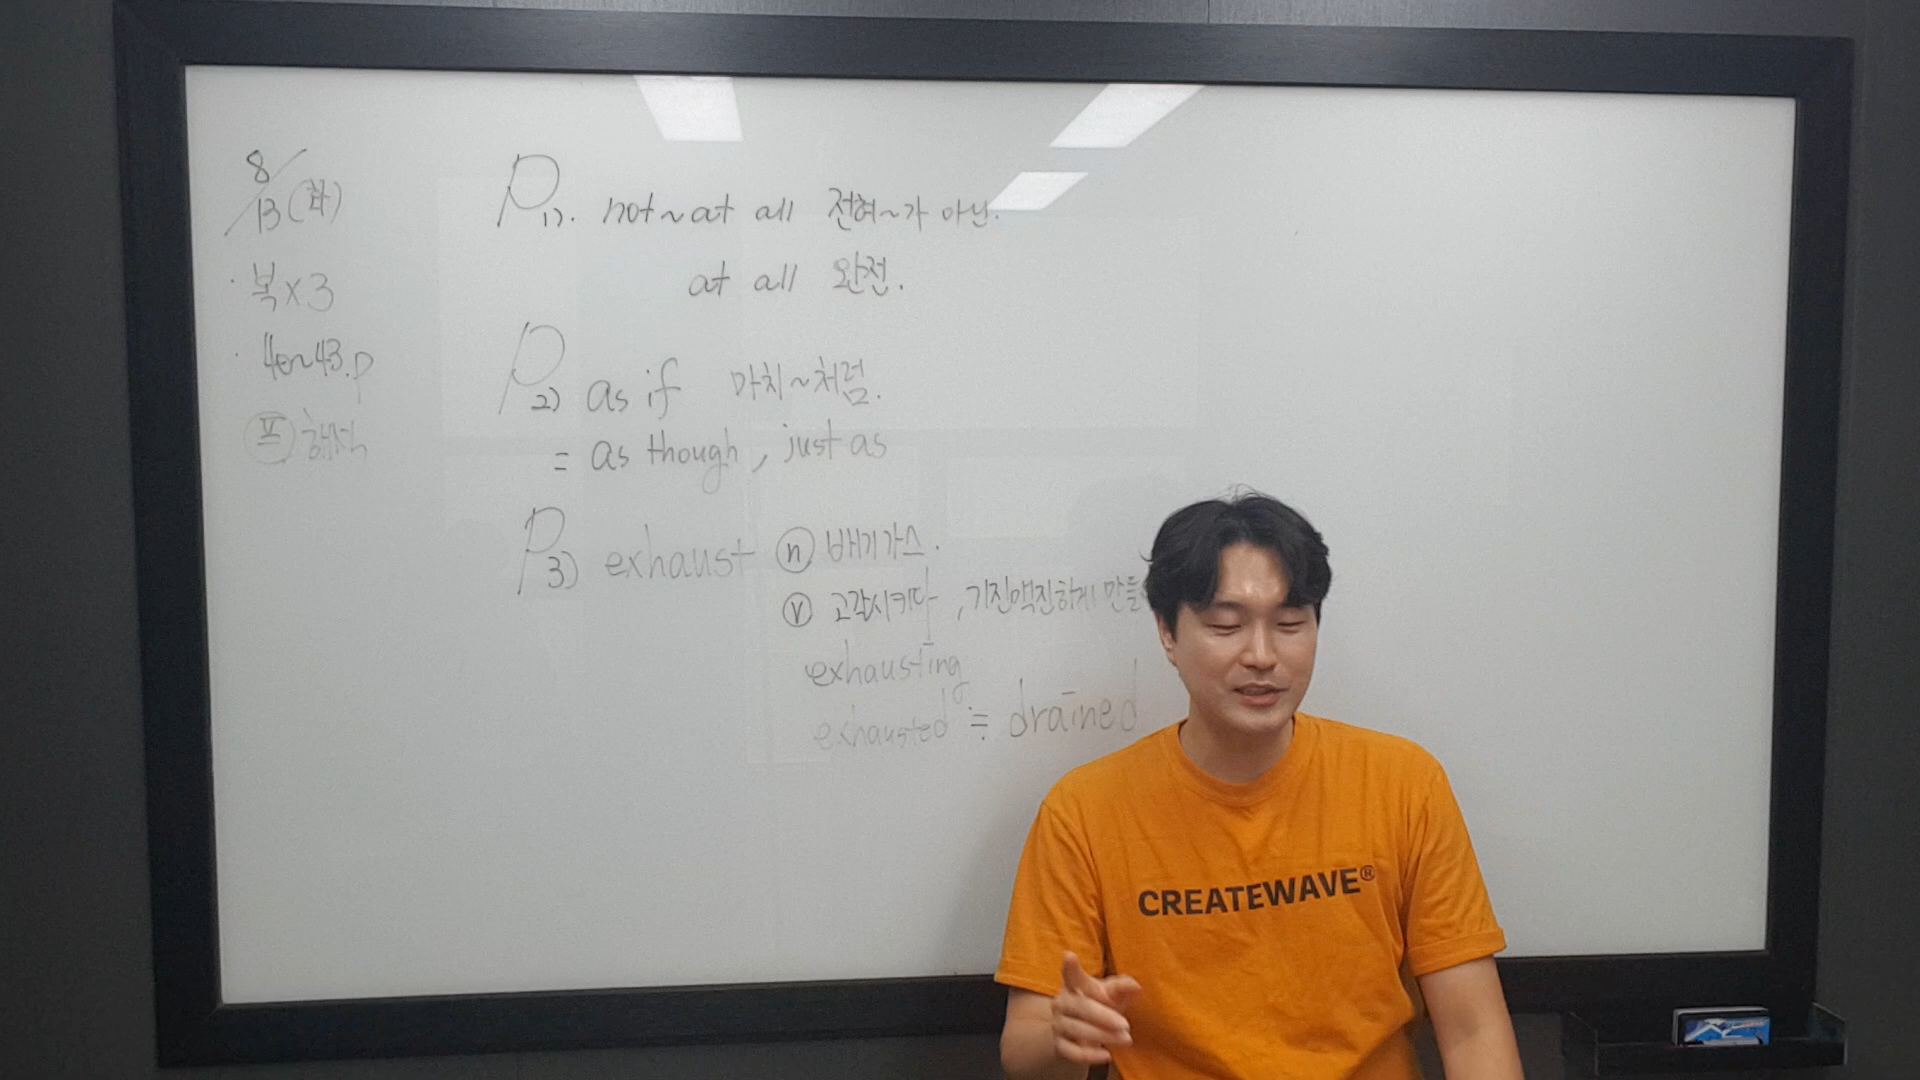 8/13(화)
· 복×3
· 40~43.p
프 해석
P1). not~at all 전혀~가 아닌.
at all 완전.
P2) as if 마치~처럼.
= as though, just as
P3) exhaust n 배기가스.
v 고갈시키다, 기진맥진하게 만들
exhausting
exhausted ≒ drained
CREATEWAVE®